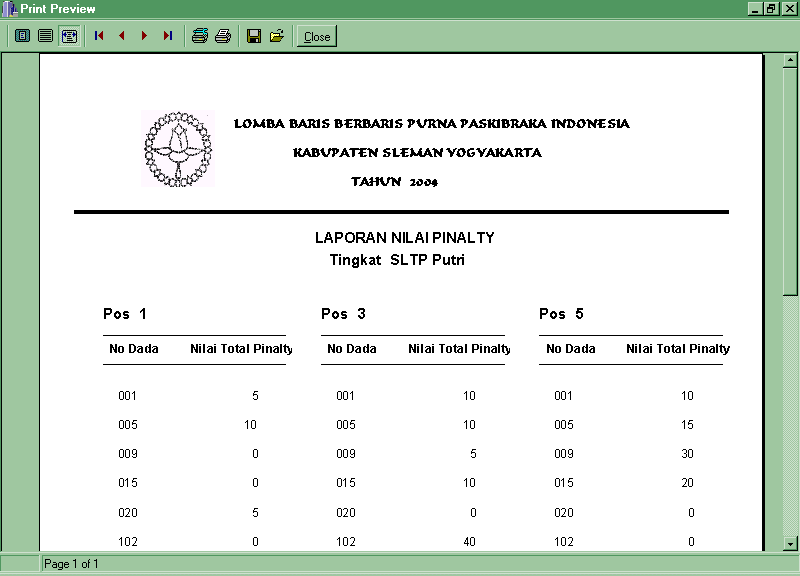 Print Preview
Close
LOMBA BARIS BERBARIS PURNA PASKIBRAKA INDONESIA
KABUPATEN SLEMAN YOGYAKARTA
TAHUN 2004
LAPORAN NILAI PINALTY
Tingkat SLTP Putri
Pos 1 Pos 3 Pos 5
No Dada Nilai Total Pinalty No Dada Nilai Total Pinalty No Dada Nilai Total Pinalty
001 5 001 10 001 10
005 10 005 10 005 15
009 0 009 5 009 30
015 0 015 10 015 20
020 5 020 0 020 0
102 0 102 40 102 0
Page 1 of 1